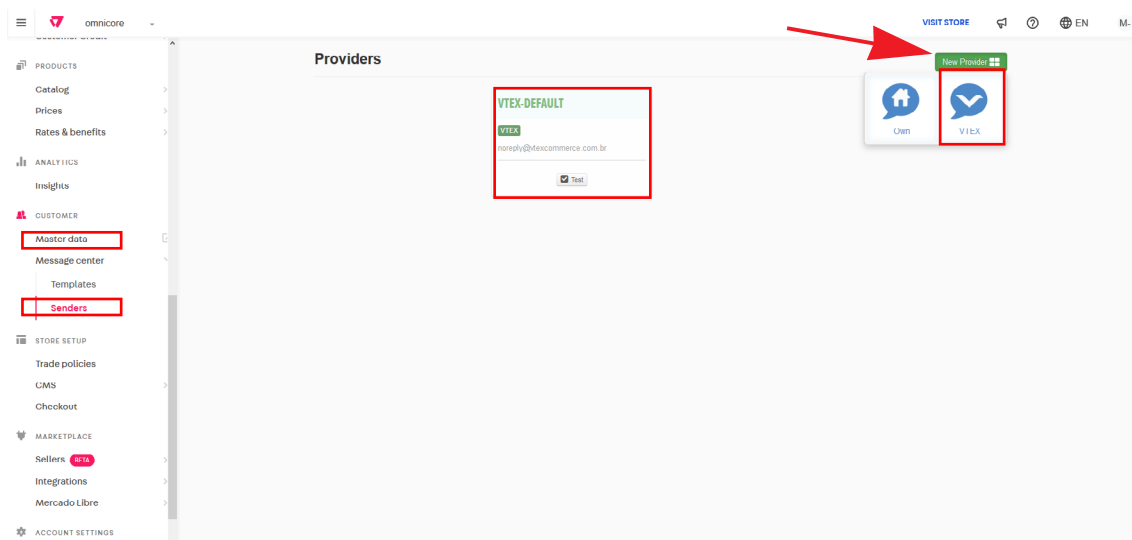 omnicore
VISIT STORE
EN
M-
Customer Credit
PRODUCTS
Catalog
Prices
Rates & benefits
ANALYTICS
Insights
CUSTOMER
Master data
Message center
Templates
Senders
STORE SETUP
Trade policies
CMS
Checkout
MARKETPLACE
Sellers BETA
Integrations
Mercado Libre
ACCOUNT SETTINGS
Providers
New Provider
Own
VTEX
VTEX-DEFAULT
VTEX
noreply@vtexcommerce.com.br
Test